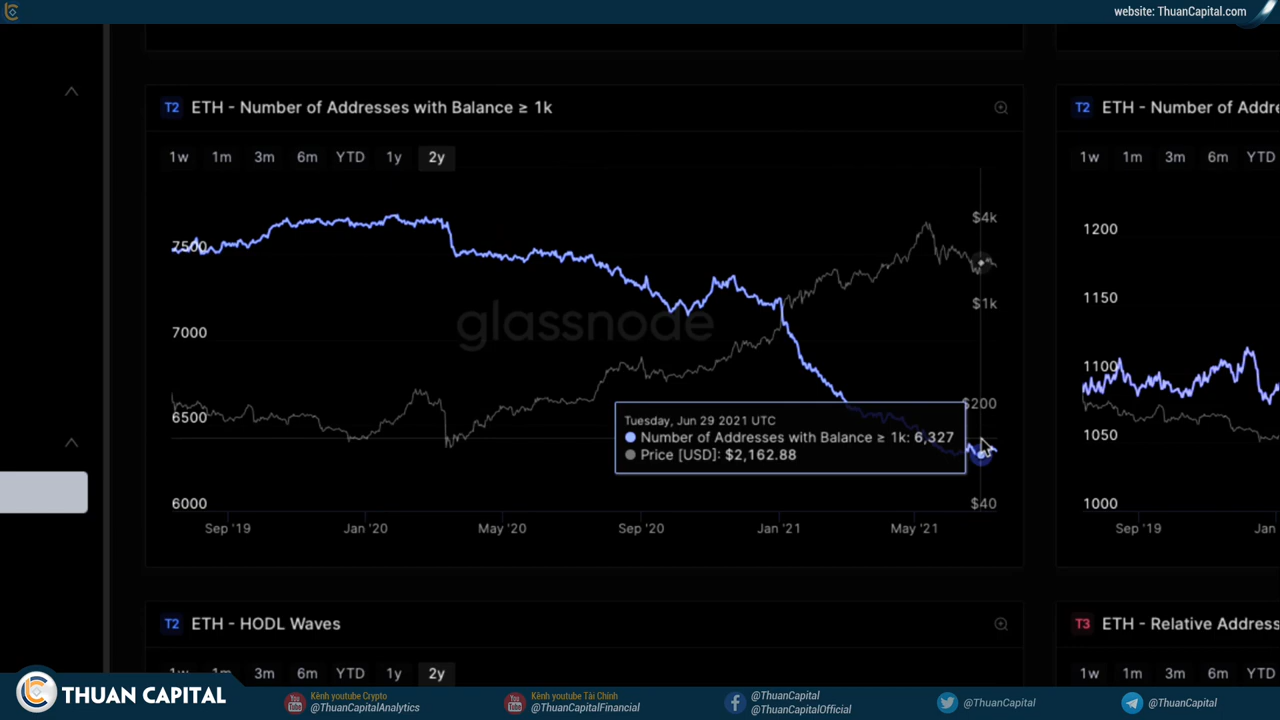 website: ThuanCapital.com
T2 ETH - Number of Addresses with Balance ≥ 1k
1w 1m 3m 6m YTD 1y 2y
7500
7000
6500
6000
$4k
$1k
$200
$40
glassnode
Tuesday, Jun 29 2021 UTC
Number of Addresses with Balance ≥ 1k: 6,327
Price [USD]: $2,162.88
Sep '19 Jan '20 May '20 Sep '20 Jan '21 May '21
T2 ETH - Number of Addre
1w 1m 3m 6m YTD
1200
1150
1100
1050
1000
Sep '19 Jan
T2 ETH - HODL Waves
1w 1m 3m 6m YTD 1y 2y
T3 ETH - Relative Address
1w 1m 3m 6m YTD
THUAN CAPITAL
Kênh youtube Crypto
@ThuanCapitalAnalytics
Kênh youtube Tài Chính
@ThuanCapitalFinancial
@ThuanCapital
@ThuanCapitalOfficial
@ThuanCapital
@ThuanCapital